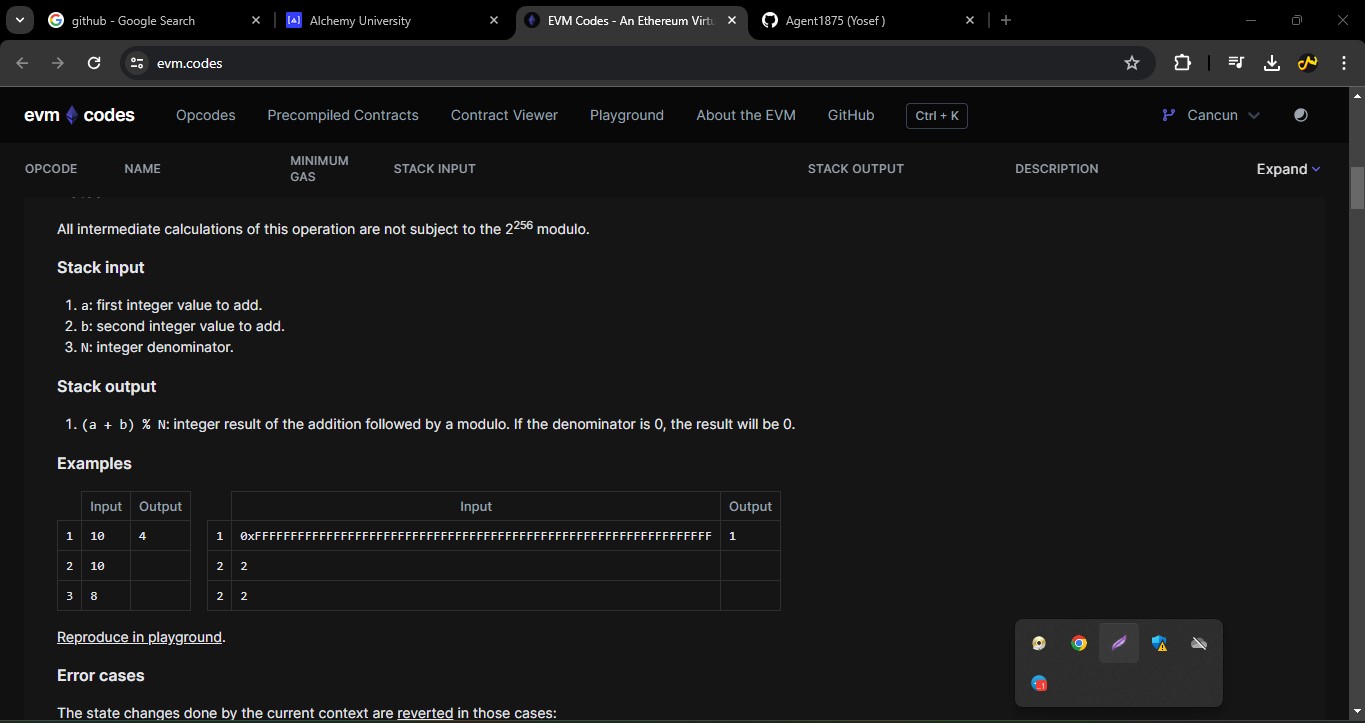 github - Google Search
Alchemy University
EVM Codes - An Ethereum Virtu
Agent1875 (Yosef)
evm.codes
evm codes
Opcodes
Precompiled Contracts
Contract Viewer
Playground
About the EVM
GitHub
Ctrl + K
Cancun
OPCODE
NAME
MINIMUM
GAS
STACK INPUT
STACK OUTPUT
DESCRIPTION
Expand
All intermediate calculations of this operation are not subject to the 2²⁵⁶ modulo.
Stack input
1. a: first integer value to add.
2. b: second integer value to add.
3. N: integer denominator.
Stack output
1. (a + b) % N: integer result of the addition followed by a modulo. If the denominator is 0, the result will be 0.
Examples
Input Output Input Output
1 10 4 1 0xFFFFFFFFFFFFFFFFFFFFFFFFFFFFFFFFFFFFFFFFFFFFFFFFFFFFFFFFFFFFFFFF 1
2 10 2 2
3 8 2 2
Reproduce in playground.
Error cases
The state changes done by the current context are reverted in those cases: